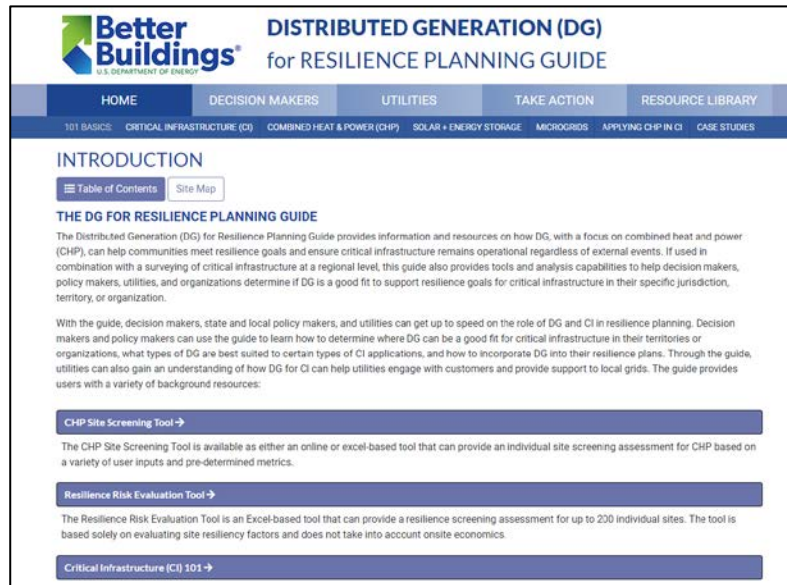 Better
Buildings®
U.S. DEPARTMENT OF ENERGY
DISTRIBUTED GENERATION (DG)
for RESILIENCE PLANNING GUIDE
HOME DECISION MAKERS UTILITIES TAKE ACTION RESOURCE LIBRARY
101 BASICS: CRITICAL INFRASTRUCTURE (CI) COMBINED HEAT & POWER (CHP) SOLAR + ENERGY STORAGE MICROGRIDS APPLYING CHP IN CI CASE STUDIES
INTRODUCTION
Table of Contents Site Map
THE DG FOR RESILIENCE PLANNING GUIDE
The Distributed Generation (DG) for Resilience Planning Guide provides information and resources on how DG, with a focus on combined heat and power
(CHP), can help communities meet resilience goals and ensure critical infrastructure remains operational regardless of external events. If used in
combination with a surveying of critical infrastructure at a regional level, this guide also provides tools and analysis capabilities to help decision makers,
policy makers, utilities, and organizations determine if DG is a good fit to support resilience goals for critical infrastructure in their specific jurisdiction,
territory, or organization.
With the guide, decision makers, state and local policy makers, and utilities can get up to speed on the role of DG and CI in resilience planning. Decision
makers and policy makers can use the guide to learn how to determine where DG can be a good fit for critical infrastructure in their territories or
organizations, what types of DG are best suited to certain types of CI applications, and how to incorporate DG into their resilience plans. Through the guide,
utilities can also gain an understanding of how DG for CI can help utilities engage with customers and provide support to local grids. The guide provides
users with a variety of background resources:
CHP Site Screening Tool →
The CHP Site Screening Tool is available as either an online or excel-based tool that can provide an individual site screening assessment for CHP based on
a variety of user inputs and pre-determined metrics.
Resilience Risk Evaluation Tool →
The Resilience Risk Evaluation Tool is an Excel-based tool that can provide a resilience screening assessment for up to 200 individual sites. The tool is
based solely on evaluating site resiliency factors and does not take into account onsite economics.
Critical Infrastructure (CI) 101 →